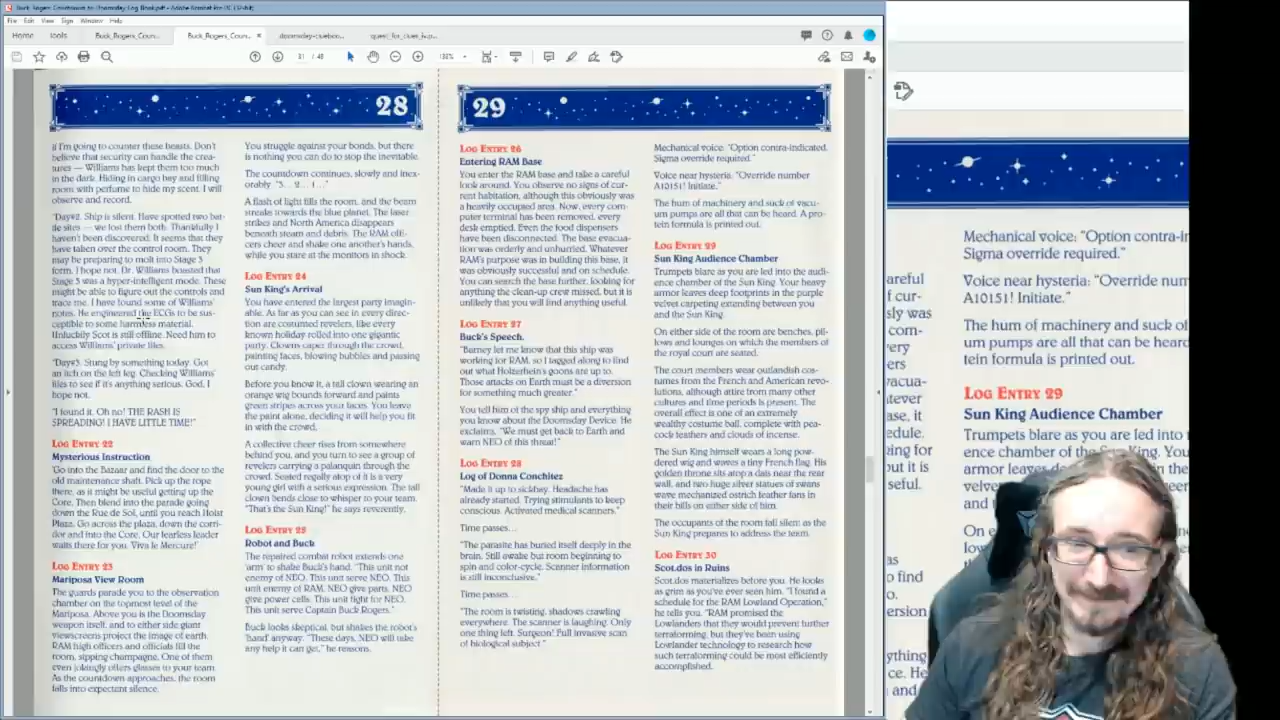 Buck Rogers: Countdown to Doomsday Log Book.pdf - Adobe Acrobat Pro DC (32-bit)
File Edit View Sign Window Help
Home Tools Buck_Rogers_Coun... Buck_Rogers_Coun... × doomsday-cluebоо... quest_for_clues_iv.p...
31 / 48
28
if I'm going to counter these beasts. Don't
believe that security can handle the crea-
tures — Williams has kept them too much
in the dark. Hiding in cargo bay and filling
room with perfume to hide my scent. I will
observe and record.
"Day#2. Ship is silent. Have spotted two bat-
tle sites — we lost them both. Thankfully I
haven't been discovered. It seems that they
have taken over the control room. They
may be preparing to molt into Stage 3
form. I hope not. Dr. Williams boasted that
Stage 3 was a hyper-intelligent mode. These
might be able to figure out the controls and
trace me. I have found some of Williams'
notes. He engineered the ECGs to be sus-
ceptible to some harmless material.
Unluckily Scot is still offline. Need him to
access Williams' private files.
"Day#3. Stung by something today. Got
an itch on the left leg. Checking Williams'
files to see if it's anything serious. God, I
hope not.
"I found it. Oh no! THE RASH IS
SPREADING! I HAVE LITTLE TIME!"
LOG ENTRY 22
Mysterious Instruction
"Go into the Bazaar and find the door to the
old maintenance shaft. Pick up the rope
there, as it might be useful getting up the
Core. Then blend into the parade going
down the Rue de Sol, until you reach Hoist
Plaza. Go across the plaza, down the corri-
dor and into the Core. Our fearless leader
waits there for you. Viva le Mercure!"
LOG ENTRY 23
Mariposa View Room
The guards parade you to the observation
chamber on the topmost level of the
Mariposa. Above you is the Doomsday
weapon itself, and to either side giant
viewscreens project the image of earth.
RAM high officers and officials fill the
room, sipping champagne. One of them
even jokingly offers glasses to your team.
As the countdown approaches, the room
falls into expectant silence.
You struggle against your bonds, but there
is nothing you can do to stop the inevitable.
The countdown continues, slowly and inex-
orably "3... 2... 1..."
A flash of light fills the room, and the beam
streaks towards the blue planet. The laser
strikes and North America disappears
beneath steam and debris. The RAM offi-
cers cheer and shake one another's hands,
while you stare at the monitors in shock.
LOG ENTRY 24
Sun King's Arrival
You have entered the largest party imagin-
able. As far as you can see in every direc-
tion are costumed revelers, like every
known holiday rolled into one gigantic
party. Clowns cavort, performing tricks,
painting faces, blowing bubbles and passing
out candy.
Before you know it, a tall clown wearing an
orange wig bounds forward and paints
green stripes across your faces. You leave
the paint alone, deciding it will help you fit
in with the crowd.
A collective cheer rises from somewhere
behind you, and you turn to see a group of
revelers carrying a palanquin through the
crowd. Seated regally atop of it is a very
young girl with a serious expression. The tall
clown bends close to whisper to your team.
"That's the Sun King!" he says reverently.
LOG ENTRY 25
Robot and Buck
The repaired combat robot extends one
'arm' to shake Buck's hand. "This unit not
enemy of NEO. This unit serve NEO. This
unit enemy of RAM. NEO give parts. NEO
give power cells. This unit fight for NEO.
This unit serve Captain Buck Rogers."
Buck looks skeptical, but shakes the robot's
'hand' anyway. "These days, NEO will take
any help it can get," he reasons.
29
LOG ENTRY 26
Entering RAM Base
You enter the RAM base and take a careful
look around. You observe no signs of cur-
rent habitation, although this obviously was
a heavily occupied area. Now, every com-
puter terminal has been removed, every
desk emptied. Even the food dispensers
have been disconnected. The base evacua-
tion was orderly and unhurried. Whatever
RAM's purpose was in building this base, it
was obviously successful and on schedule.
You can search the base further, looking for
anything the clean-up crew missed, but it is
unlikely that you will find anything useful.
LOG ENTRY 27
Buck's Speech.
"Barney let me know that this ship was
working for RAM, so I tagged along to find
out what Holzerhein's goons are up to.
Those attacks on Earth must be a diversion
for something much greater."
You tell him of the spy ship and everything
you know about the Doomsday Device. He
exclaims, "We must get back to Earth and
warn NEO of this threat!"
LOG ENTRY 28
Log of Donna Conchitez
"Made it up to sickbay. Headache has
already started. Trying stimulants to keep
conscious. Activated medical scanners."
Time passes...
"The parasite has buried itself deeply in the
brain. Still awake but room beginning to
spin and color-cycle. Scanner information
is still inconclusive."
Time passes...
"The room is twisting, shadows crawling
everywhere. The scanner is laughing. Only
one thing left. Surgeon! Full invasive scan
of biological subject."
Mechanical voice: "Option contra-indicated.
Sigma override required."
Voice near hysteria: "Override number
A10151! Initiate."
The hum of machinery and suck of vacu-
um pumps are all that can be heard. A pro-
tein formula is printed out.
LOG ENTRY 29
Sun King Audience Chamber
Trumpets blare as you are led into the audi-
ence chamber of the Sun King. Your heavy
armor leaves deep footprints in the purple
velvet carpeting extending between you
and the King.
On either side of the room are benches, pil-
lows and lounges on which the members of
the royal court are seated.
The court members wear outlandish cos-
tumes from the French and American revo-
lutions, although attire from many other
cultures and time periods is present. The
overall effect is one of an extremely
wealthy costume ball, complete with pea-
cock feathers and clouds of incense.
The Sun King himself wears a long pow-
dered wig and waves a tiny French flag. His
golden throne sits atop a dais near the rear
wall, and two huge silver statues of swans
wave mechanized ostrich leather fans in
their bills on either side of him.
The occupants of the room fall silent as the
Sun King prepares to address the team.
LOG ENTRY 30
Scot.dos in Ruins
Scot.dos materializes before you. He looks
as grim as you've ever seen him. "I found a
schedule for the RAM Lowland Operation,"
he tells you. "RAM promised the
Lowlanders that they would prevent further
terraforming, but they've been using
Lowlander technology to research how
such terraforming could be most efficiently
accomplished.
Mechanical voice: "Option contra-i
Sigma override required."
Voice near hysteria: "Override num
A10151! Initiate."
The hum of machinery and suck of
um pumps are all that can be heard
tein formula is printed out.
LOG ENTRY 29
Sun King Audience Chamber
Trumpets blare as you are led into
ence chamber of the Sun King. Your
armor leaves